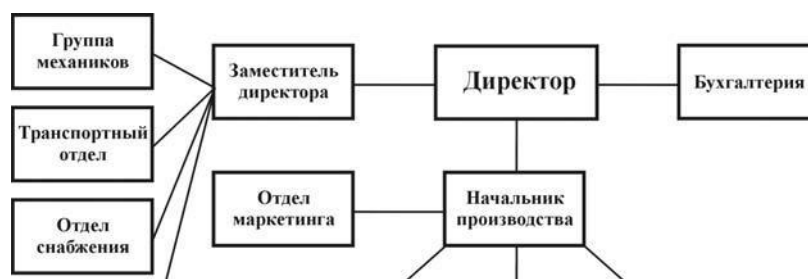 Группа
механиков
Заместитель
директора
Директор
Бухгалтерия
Транспортный
отдел
Отдел
маркетинга
Начальник
производства
Отдел
снабжения